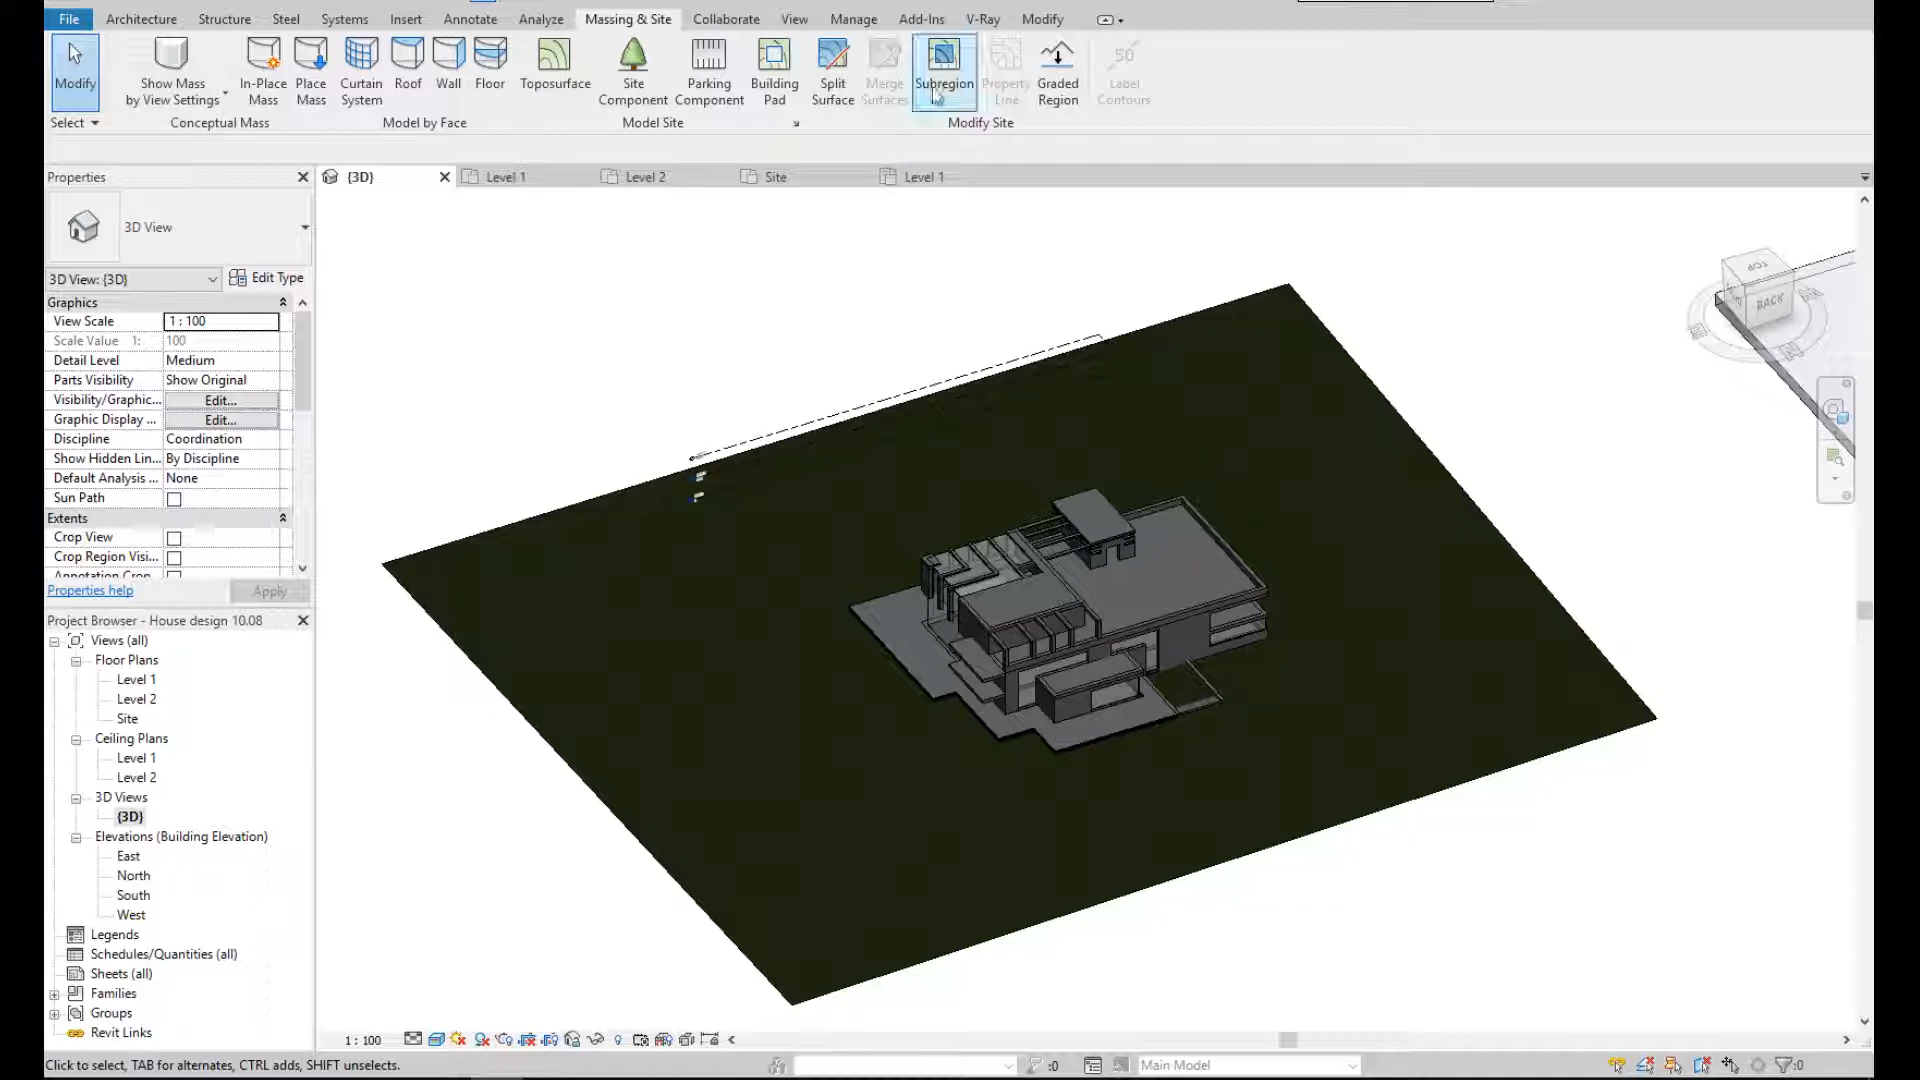 File Architecture Structure Steel Systems Insert Annotate Analyze Massing & Site Collaborate View Manage Add-Ins V-Ray Modify
Modify
Show Mass
by View Settings
In-Place
Mass
Place
Mass
Curtain
System
Roof
Wall
Floor
Toposurface
Site
Component
Parking
Component
Building
Pad
Split
Surface
Merge
Surfaces
Subregion
Property
Line
Graded
Region
50
Label
Contours
Select Conceptual Mass Model by Face Model Site Modify Site
Properties
{3D} Level 1 Level 2 Site Level 1
3D View
3D View: {3D} Edit Type
Graphics
View Scale 1 : 100
Scale Value 1: 100
Detail Level Medium
Parts Visibility Show Original
Visibility/Graphic... Edit...
Graphic Display ... Edit...
Discipline Coordination
Show Hidden Lin... By Discipline
Default Analysis ... None
Sun Path
Extents
Crop View
Crop Region Visi...
Annotation Crop
Properties help Apply
Project Browser - House design 10.08
Views (all)
Floor Plans
Level 1
Level 2
Site
Ceiling Plans
Level 1
Level 2
3D Views
{3D}
Elevations (Building Elevation)
East
North
South
West
Legends
Schedules/Quantities (all)
Sheets (all)
Families
Groups
Revit Links
TOP
BACK
1 : 100
Click to select, TAB for alternates, CTRL adds, SHIFT unselects.
:0
Main Model
:0